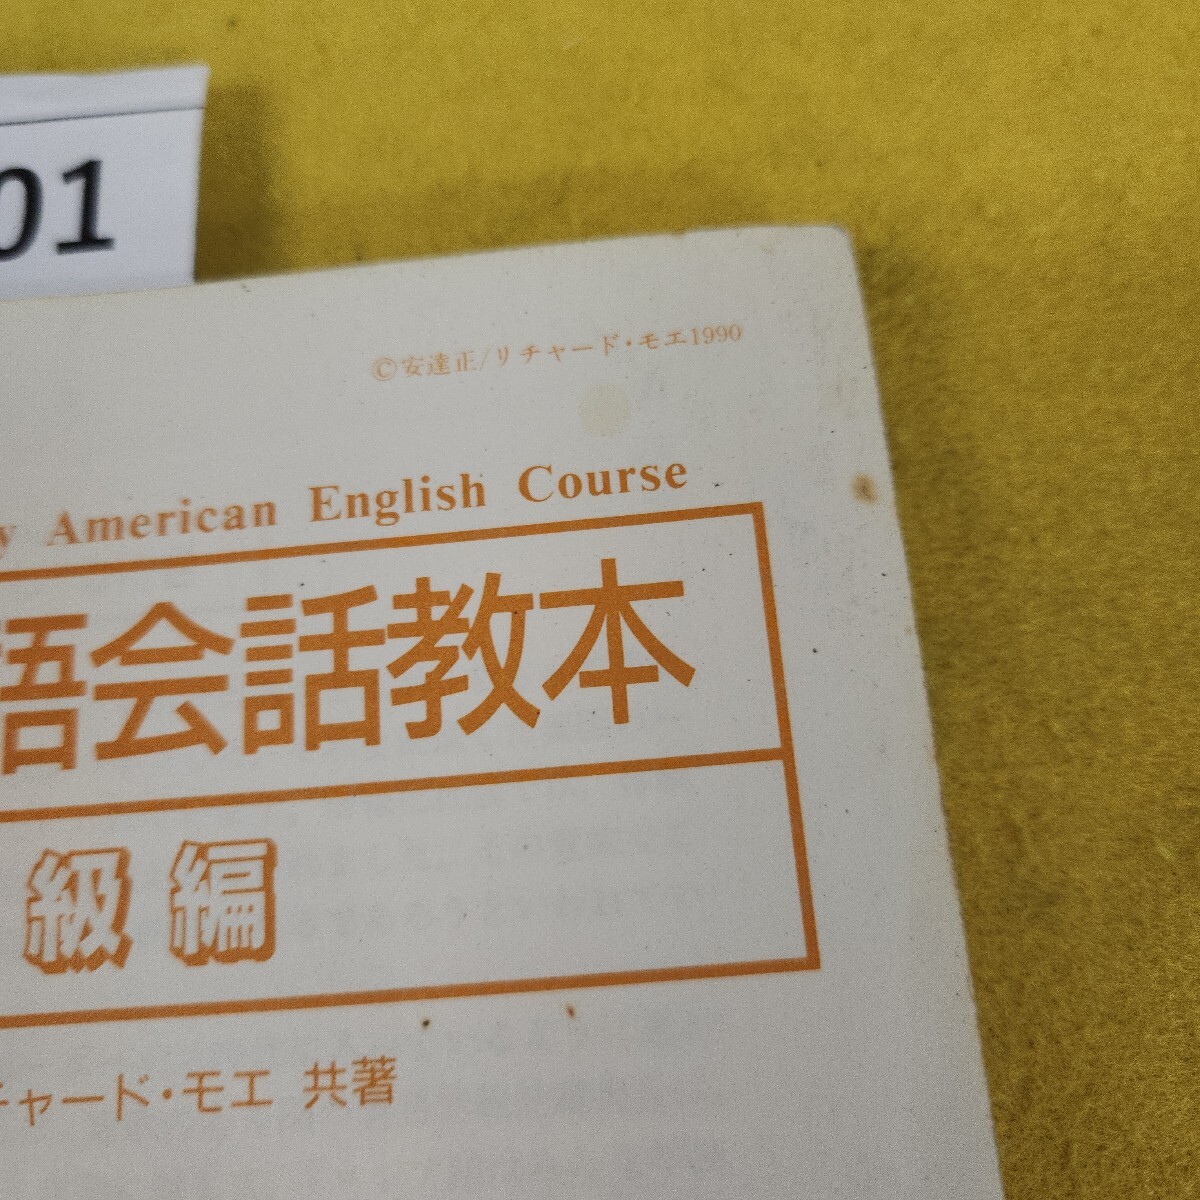 01
©安達正/リチャード・モエ1990
y American English Course
語会話教本
級編
チャード・モエ 共著